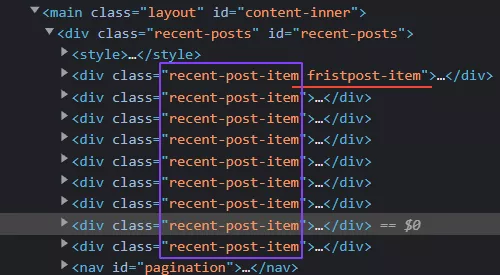 ▼<main class="layout" id="content-inner">
▼<div class="recent-posts" id="recent-posts">
▶<style>…</style>
▶<div class="recent-post-item fristpost-item">…</div>
▶<div class="recent-post-item">…</div>
▶<div class="recent-post-item">…</div>
▶<div class="recent-post-item">…</div>
▶<div class="recent-post-item">…</div>
▶<div class="recent-post-item">…</div>
▶<div class="recent-post-item">…</div>
▶<div class="recent-post-item">…</div> == $0
▶<div class="recent-post-item">…</div>
▶<nav id="pagination">…</nav>